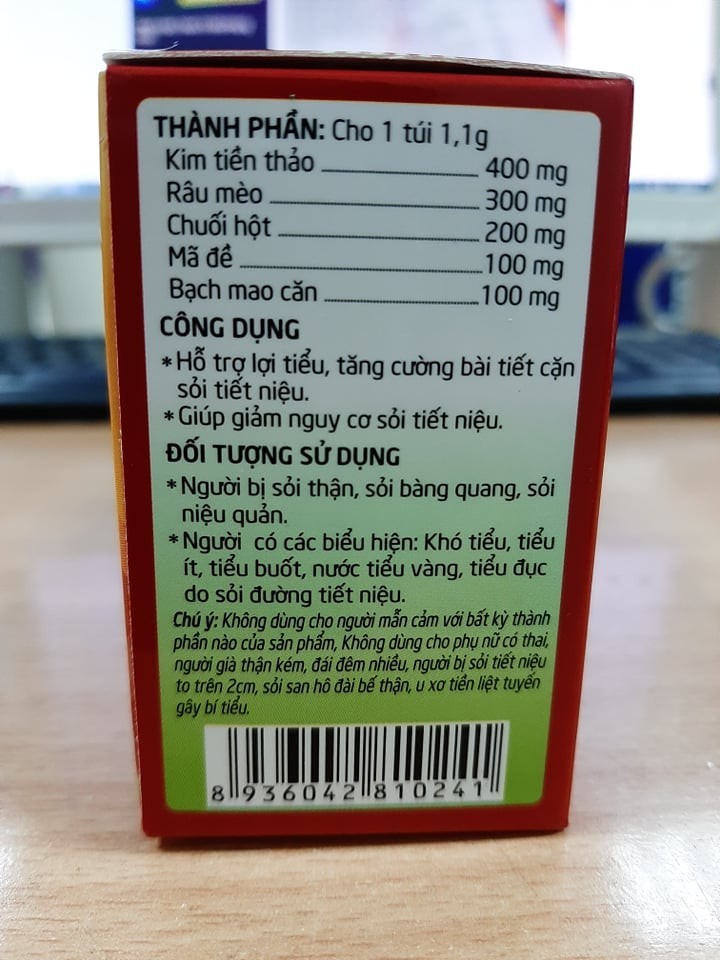 THÀNH PHẦN: Cho 1 túi 1,1g
Kim tiền thảo 400 mg
Râu mèo 300 mg
Chuối hột 200 mg
Mã đề 100 mg
Bạch mao căn 100 mg
CÔNG DỤNG
*Hỗ trợ lợi tiểu, tăng cường bài tiết cặn
sỏi tiết niệu.
*Giúp giảm nguy cơ sỏi tiết niệu.
ĐỐI TƯỢNG SỬ DỤNG
*Người bị sỏi thận, sỏi bàng quang, sỏi
niệu quản.
*Người có các biểu hiện: Khó tiểu, tiểu
ít, tiểu buốt, nước tiểu vàng, tiểu đục
do sỏi đường tiết niệu.
Chú ý: Không dùng cho người mẫn cảm với bất kỳ thành
phần nào của sản phẩm, Không dùng cho phụ nữ có thai,
người già thận kém, đái đêm nhiều, người bị sỏi tiết niệu
to trên 2cm, sỏi san hô đài bể thận, u xơ tiền liệt tuyến
gây bí tiểu.
8 936042 810241